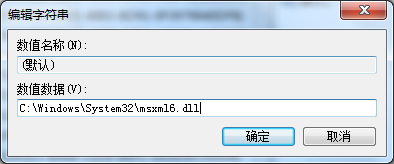 编辑字符串
数值名称(N):
(默认)
数值数据(V):
C:\Windows\System32\msxml6.dll
确定
取消